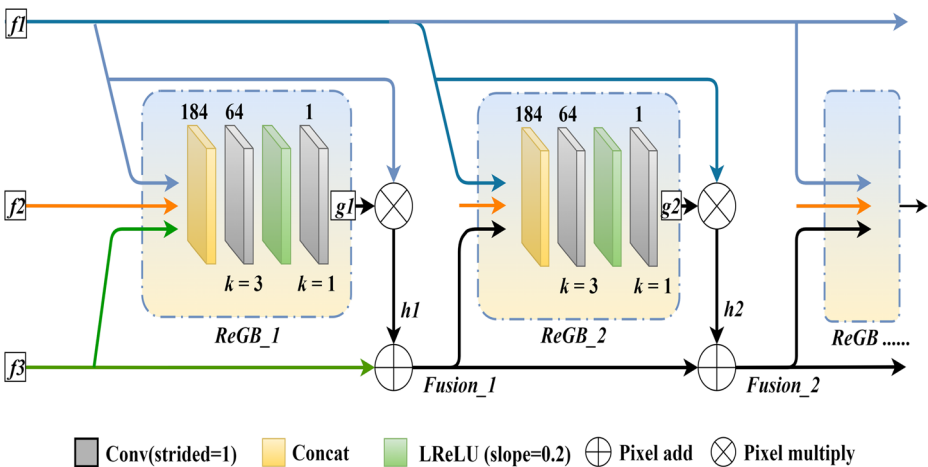 f1
184 64 1
184 64 1
f2
g1
g2
k = 3 k = 1
k = 3 k = 1
h1
h2
ReGB_1
ReGB_2
ReGB ......
f3
Fusion_1
Fusion_2
Conv(strided=1)
Concat
LReLU (slope=0.2)
Pixel add
Pixel multiply